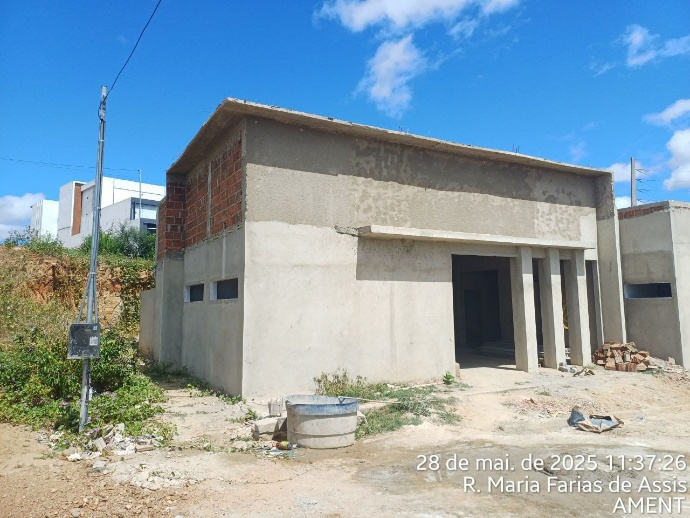 28 de mai. de 2025 11:37:26
R. Maria Farias de Assis
AMENT